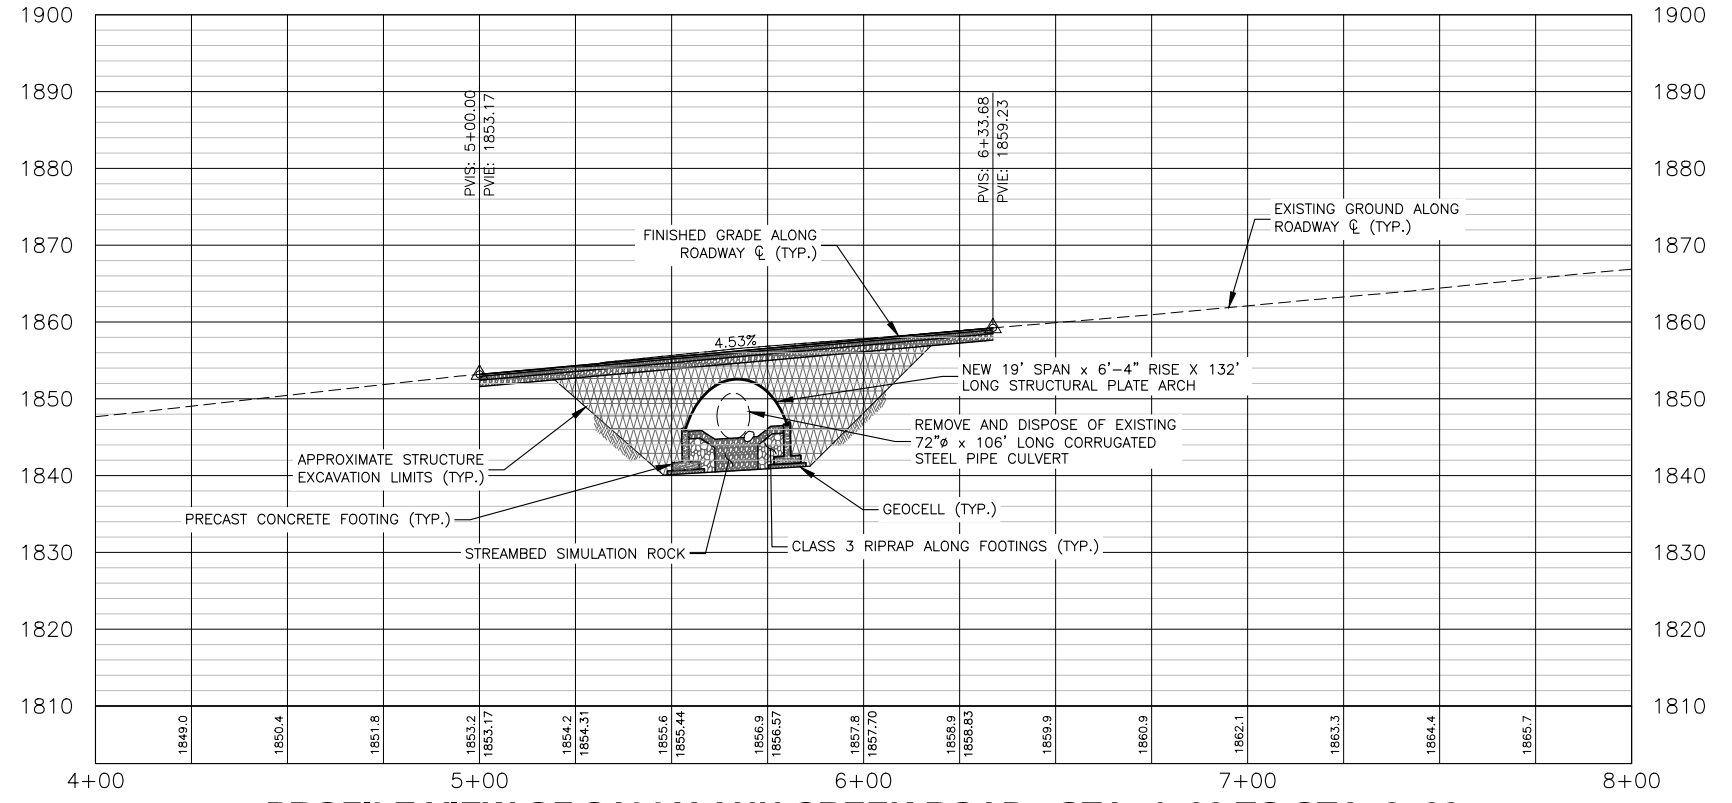 1900
1900
1890
1890
1880
1880
1870
1870
1860
1860
1850
1850
1840
1840
1830
1830
1820
1820
1810
1810
PVIS: 5+00.00
PVIE: 1853.17
PVIS: 6+33.68
PVIE: 1859.23
FINISHED GRADE ALONG
ROADWAY ℄ (TYP.)
EXISTING GROUND ALONG
ROADWAY ℄ (TYP.)
4.53%
NEW 19' SPAN x 6'-4" RISE X 132'
LONG STRUCTURAL PLATE ARCH
REMOVE AND DISPOSE OF EXISTING
72"ø x 106' LONG CORRUGATED
STEEL PIPE CULVERT
APPROXIMATE STRUCTURE
EXCAVATION LIMITS (TYP.)
GEOCELL (TYP.)
PRECAST CONCRETE FOOTING (TYP.)
STREAMBED SIMULATION ROCK
CLASS 3 RIPRAP ALONG FOOTINGS (TYP.)
1849.0
1850.4
1851.8
1853.2
1853.17
1854.2
1854.31
1855.6
1855.44
1856.9
1856.57
1857.8
1857.70
1858.9
1858.83
1859.9
1860.9
1862.1
1863.3
1864.4
1865.7
4+00
5+00
6+00
7+00
8+00